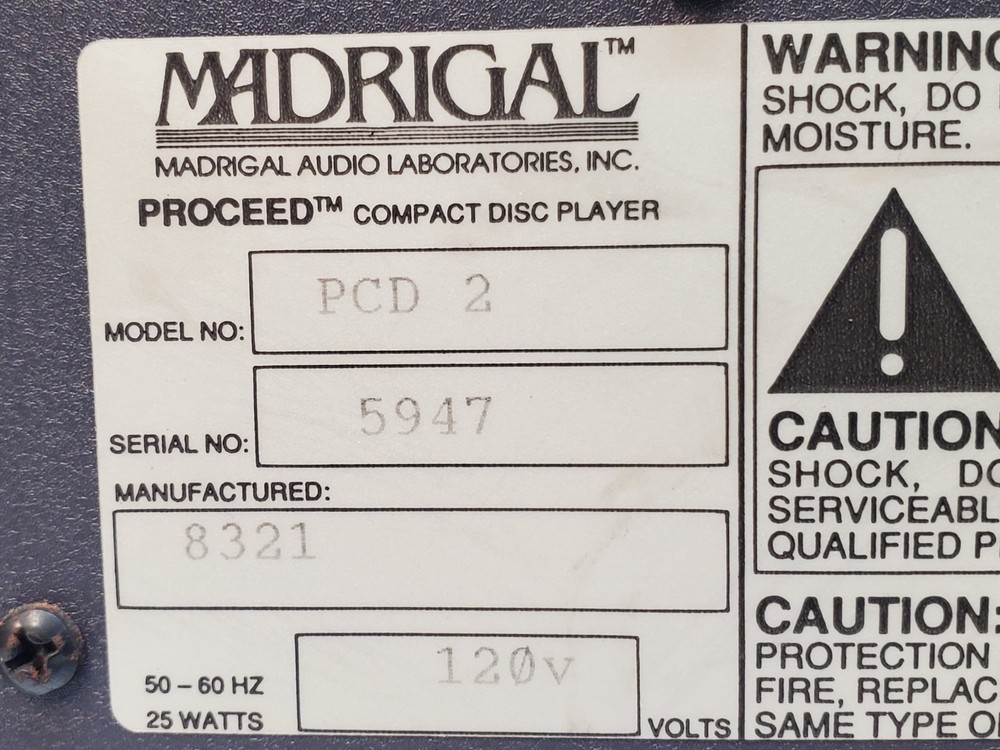 MADRIGAL™
MADRIGAL AUDIO LABORATORIES, INC.
PROCEED™ COMPACT DISC PLAYER
MODEL NO: PCD 2
SERIAL NO: 5947
MANUFACTURED:
8321
50 – 60 HZ
25 WATTS
120v
VOLTS
WARNING
SHOCK, DO
MOISTURE.
CAUTION
SHOCK, DO
SERVICEABL
QUALIFIED P
CAUTION:
PROTECTION
FIRE, REPLAC
SAME TYPE O